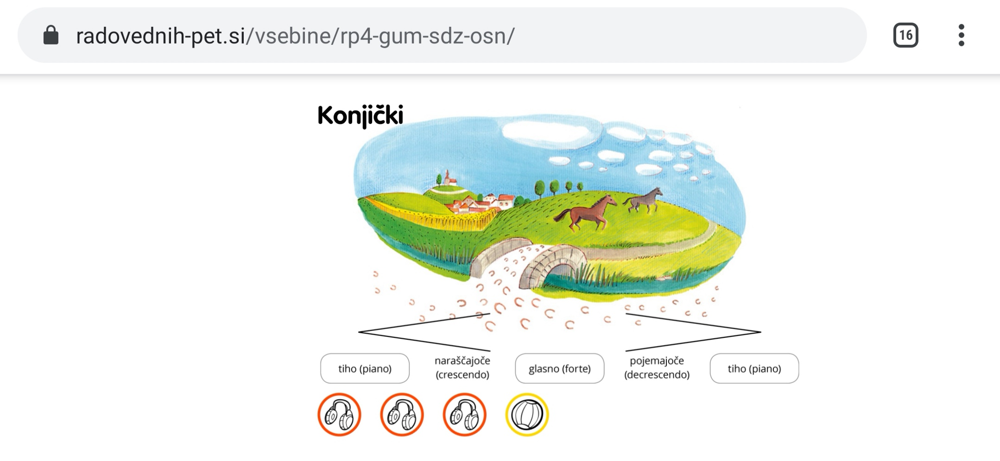 radovednih-pet.si/vsebine/rp4-gum-sdz-osn/
16
Konjički
tiho (piano)
naraščajoče
(crescendo)
glasno (forte)
pojemajoče
(decrescendo)
tiho (piano)